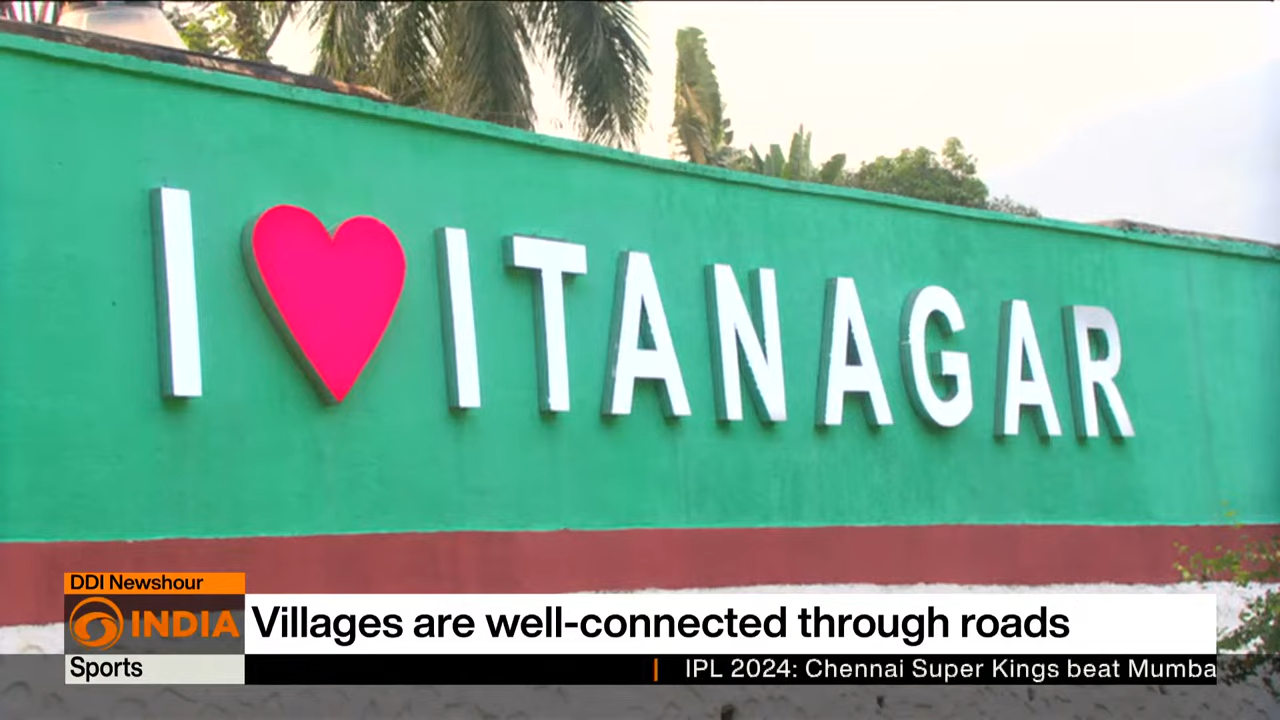 I ITANAGAR
DDI Newshour
INDIA
Villages are well-connected through roads
Sports
IPL 2024: Chennai Super Kings beat Mumba